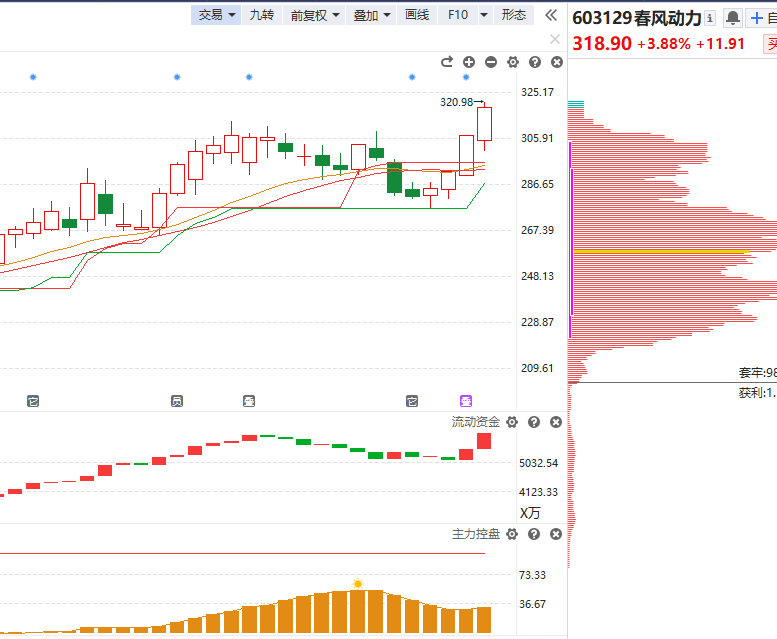 交易 九转 前复权 叠加 画线 F10 形态
603129春风动力
318.90 +3.88% +11.91
325.17
320.98
305.91
286.65
267.39
248.13
228.87
209.61
套牢:98
获利:1.
流动资金
5032.54
4123.33
X万
主力控盘
73.33
36.67